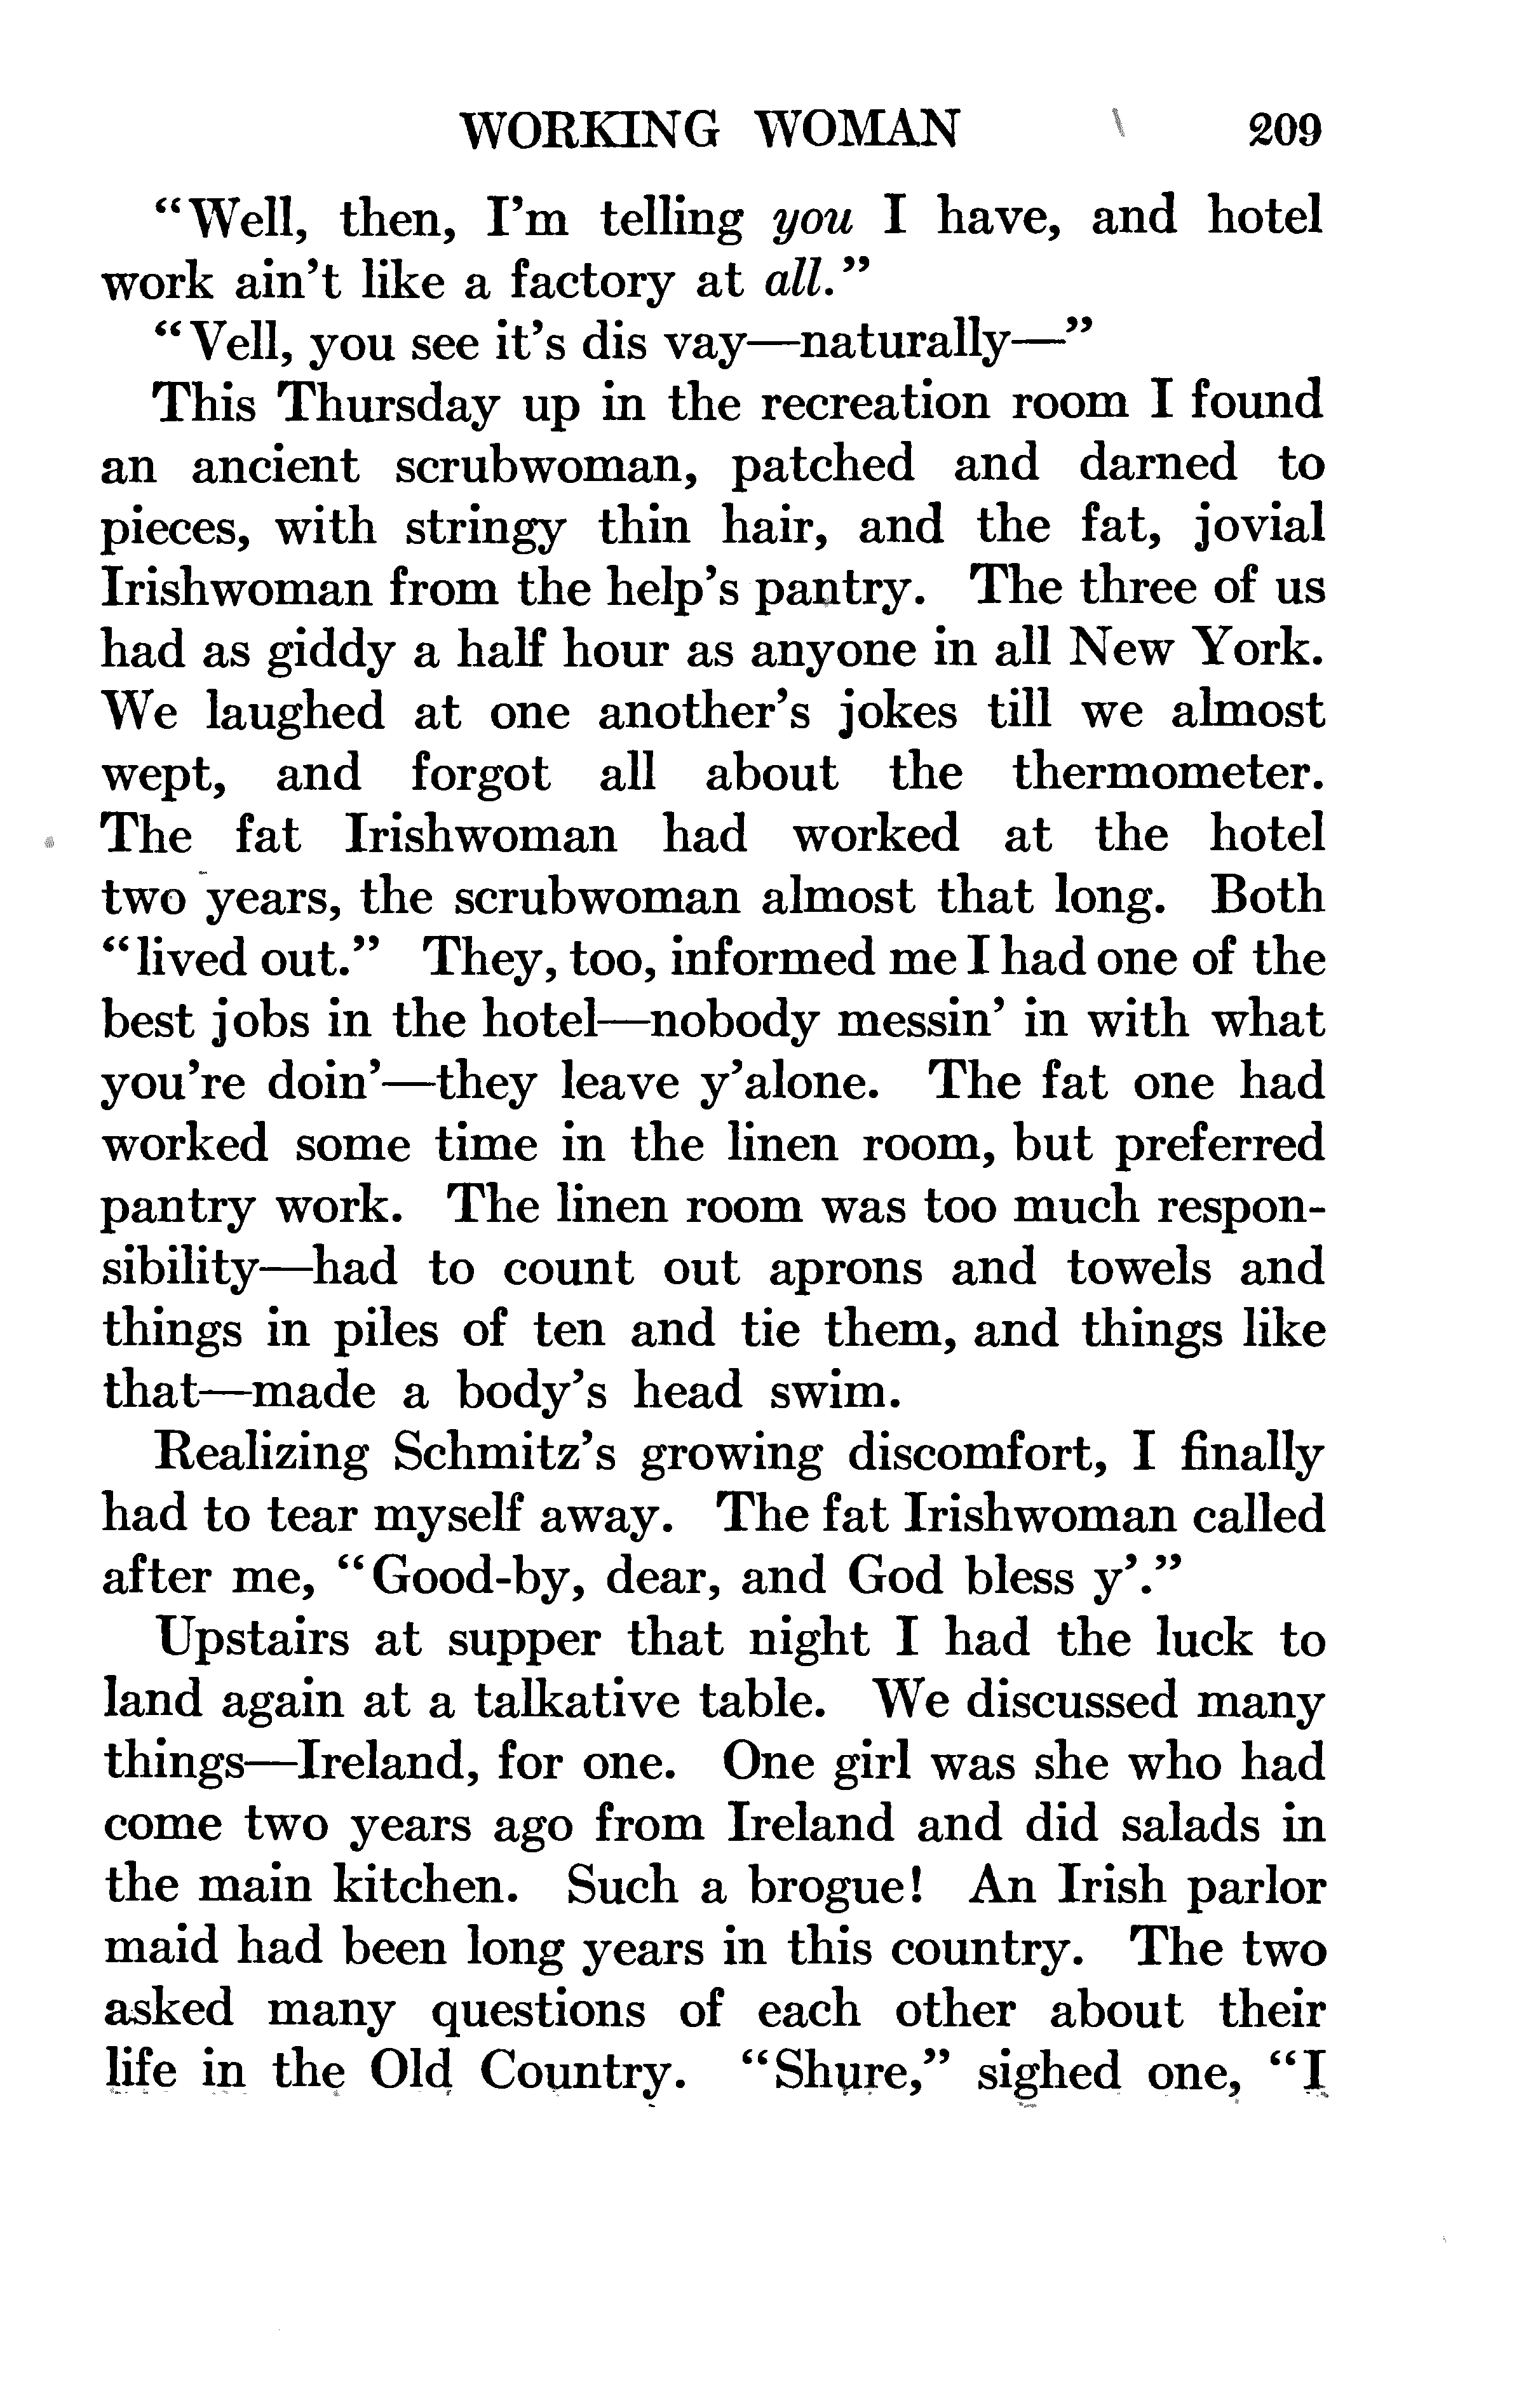 WORKING WOMAN 209
“Well, then, I’m telling you I have, and hotel
work ain’t like a factory at all.”
“Vell, you see it’s dis vay—naturally—”
This Thursday up in the recreation room I found
an ancient scrubwoman, patched and darned to
pieces, with stringy thin hair, and the fat, jovial
Irishwoman from the help’s pantry. The three of us
had as giddy a half hour as anyone in all New York.
We laughed at one another’s jokes till we almost
wept, and forgot all about the thermometer.
The fat Irishwoman had worked at the hotel
two years, the scrubwoman almost that long. Both
“lived out.” They, too, informed me I had one of the
best jobs in the hotel—nobody messin’ in with what
you’re doin’—they leave y’alone. The fat one had
worked some time in the linen room, but preferred
pantry work. The linen room was too much respon-
sibility—had to count out aprons and towels and
things in piles of ten and tie them, and things like
that—made a body’s head swim.
Realizing Schmitz’s growing discomfort, I finally
had to tear myself away. The fat Irishwoman called
after me, “Good-by, dear, and God bless y’.”
Upstairs at supper that night I had the luck to
land again at a talkative table. We discussed many
things—Ireland, for one. One girl was she who had
come two years ago from Ireland and did salads in
the main kitchen. Such a brogue! An Irish parlor
maid had been long years in this country. The two
asked many questions of each other about their
life in the Old Country. “Shure,” sighed one, “I